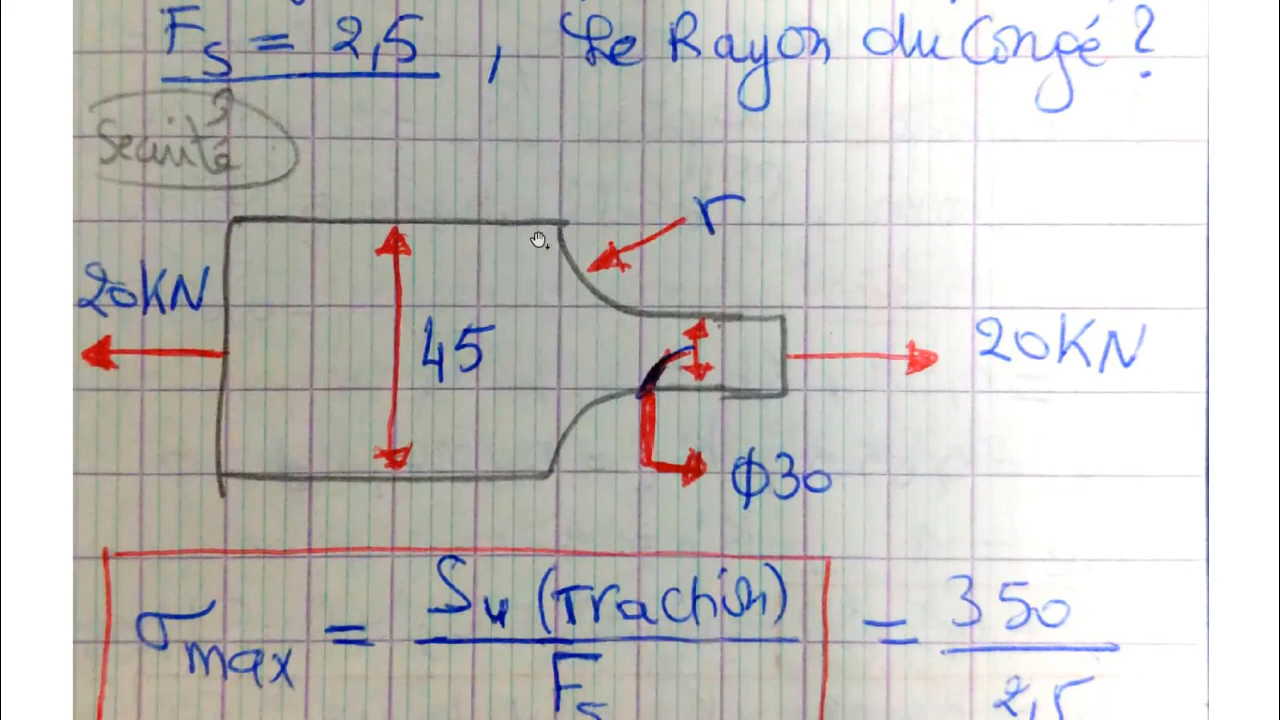 Fs = 2,5 , Le Rayon du Congé ?
Sécurité
r
20KN
45
20KN
ϕ30
σmax = Su (Traction) / Fs = 350 / 2,5